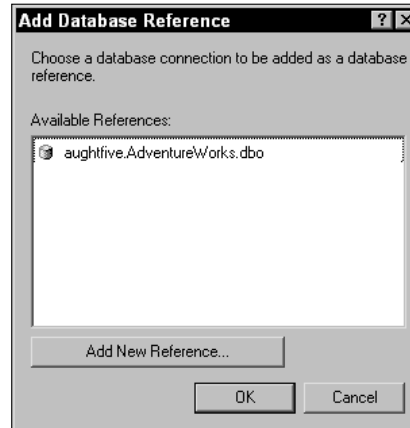 Add Database Reference
Choose a database connection to be added as a database
reference.
Available References:
aughtfive.AdventureWorks.dbo
Add New Reference...
OK
Cancel